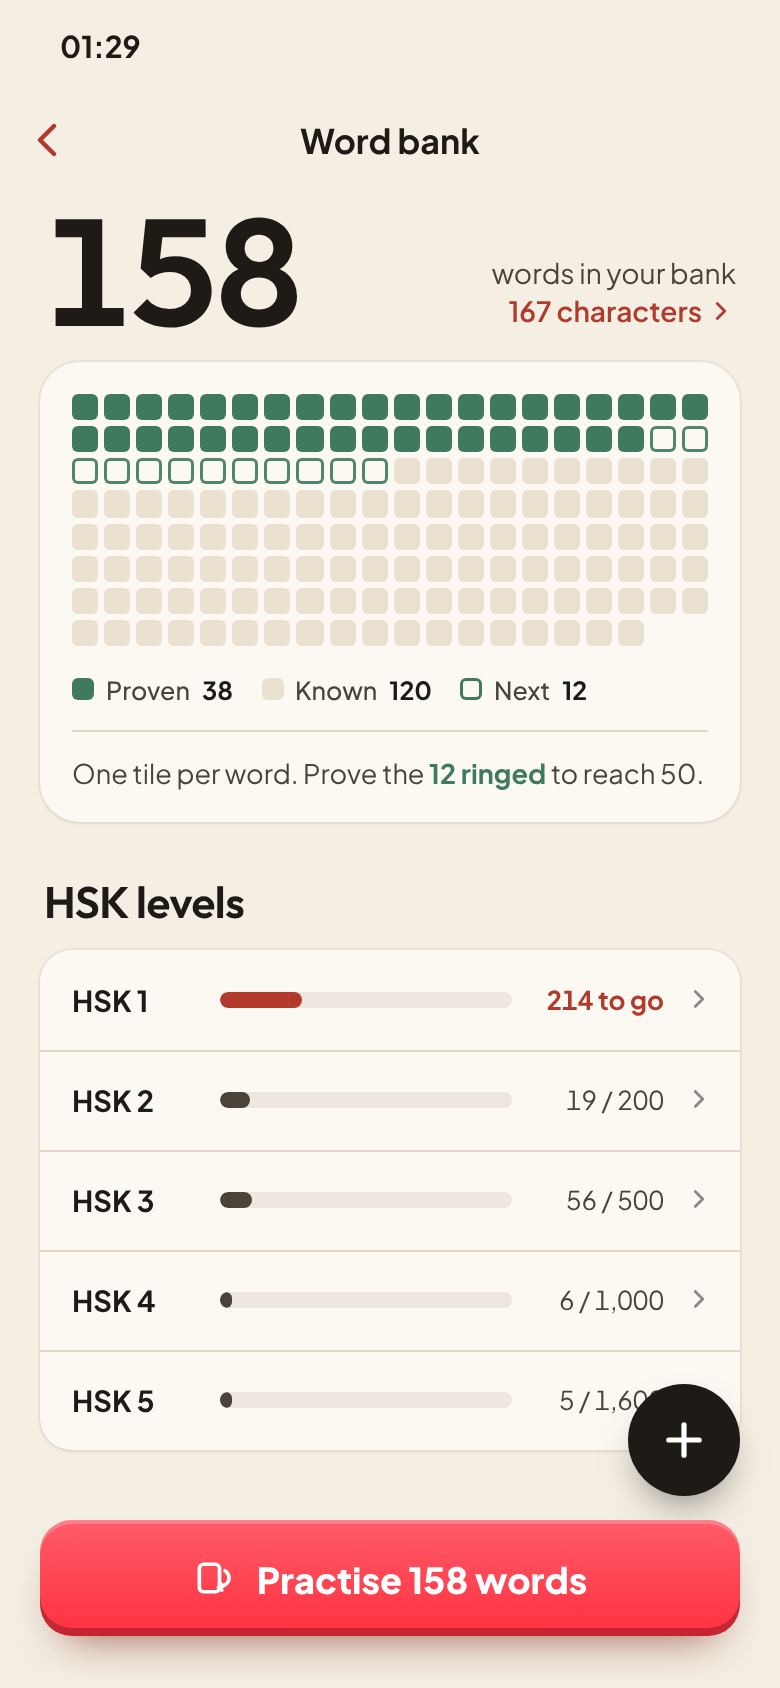 01:29
Word bank
158
words in your bank
167 characters
Proven 38 Known 120 Next 12
One tile per word. Prove the 12 ringed to reach 50.
HSK levels
HSK 1 214 to go
HSK 2 19 / 200
HSK 3 56 / 500
HSK 4 6 / 1,000
HSK 5 5 /
Practise 158 words